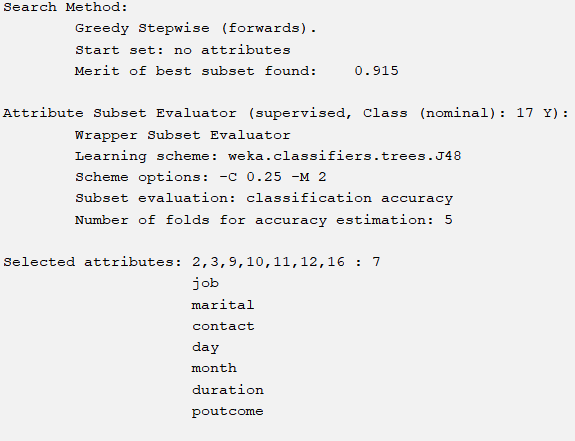 Search Method:
Greedy Stepwise (forwards).
Start set: no attributes
Merit of best subset found:    0.915
Attribute Subset Evaluator (supervised, Class (nominal): 17 Y):
Wrapper Subset Evaluator
Learning scheme: weka.classifiers.trees.J48
Scheme options: -C 0.25 -M 2
Subset evaluation: classification accuracy
Number of folds for accuracy estimation: 5
Selected attributes: 2,3,9,10,11,12,16 : 7
job
marital
contact
day
month
duration
poutcome